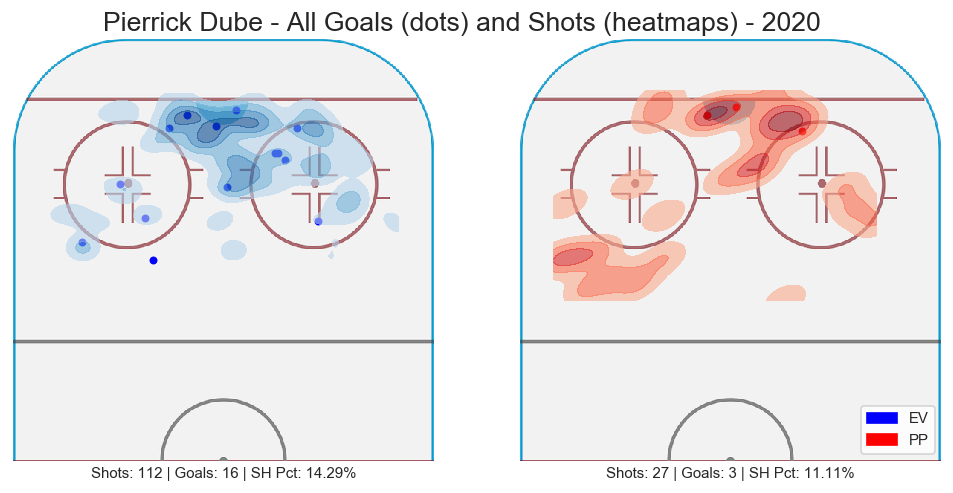 Pierrick Dube - All Goals (dots) and Shots (heatmaps) - 2020
EV
PP
Shots: 112 | Goals: 16 | SH Pct: 14.29%
Shots: 27 | Goals: 3 | SH Pct: 11.11%